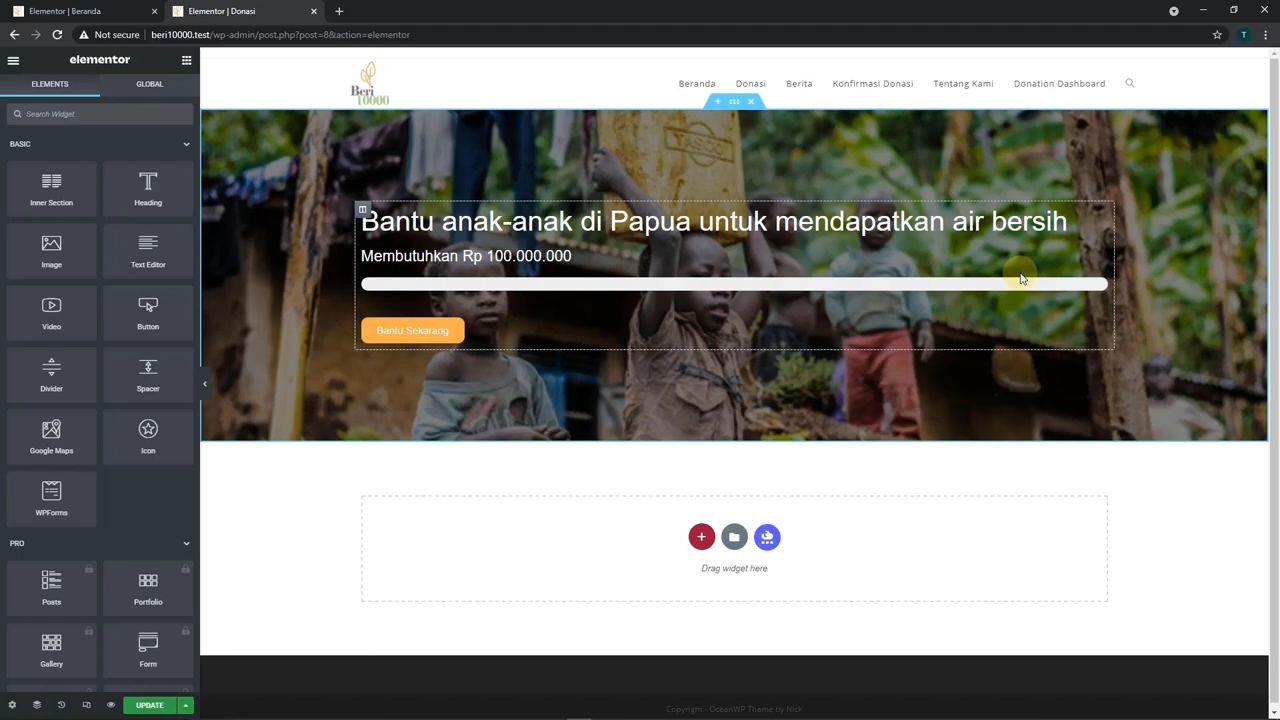 Elementor | Beranda
Elementor | Donasi
Not secure
beri10000.test/wp-admin/post.php?post=8&action=elementor
T
elementor
ELEMENTS
GLOBAL
Search Widget..
BASIC
Inner Section
Heading
Image
Text Editor
Video
Button
Divider
Spacer
Google Maps
Icon
WPForms
PRO
Posts
Portfolio
Gallery
Form
UPDATE
Beri
10000
Beranda
Donasi
Berita
Konfirmasi Donasi
Tentang Kami
Donation Dashboard
TASCO
Bantu anak-anak di Papua untuk mendapatkan air bersih
Membutuhkan Rp 100.000.000
Bantu Sekarang
Drag widget here
Copyright - OceanWP Theme by Nick